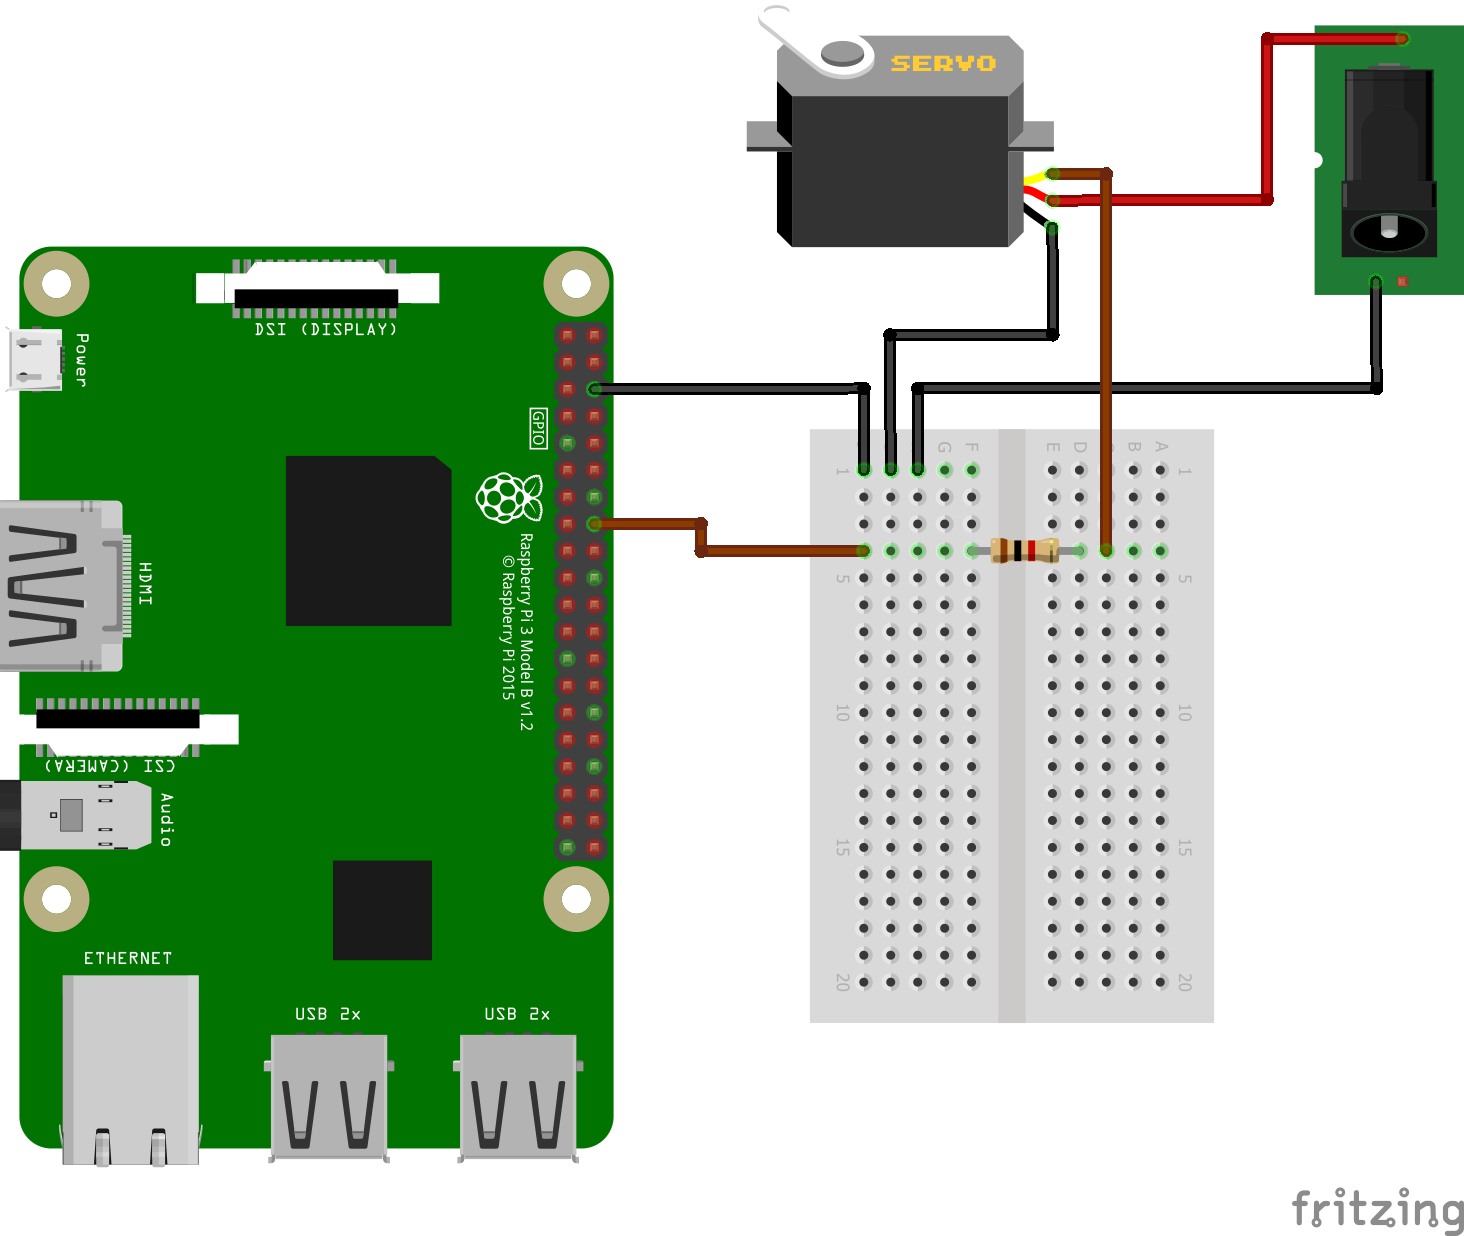 SERVO
DSI (DISPLAY)
Power
GPIO
Raspberry Pi 3 Model B v1.2
© Raspberry Pi 2015
HDMI
CSI (CAMERA)
Audio
ETHERNET
USB 2x
USB 2x
G F E D B A
1 1
5
10 10
15 15
20 20
fritzing